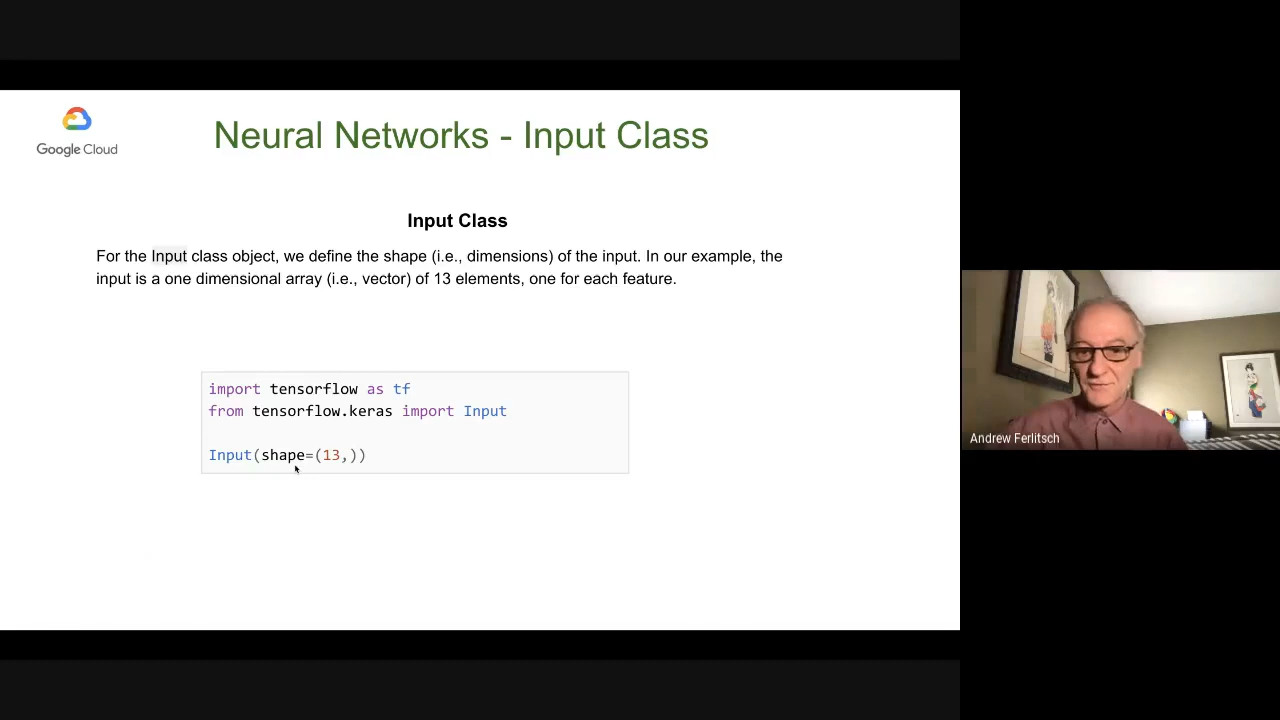 Google Cloud
Neural Networks - Input Class
Input Class
For the Input class object, we define the shape (i.e., dimensions) of the input. In our example, the
input is a one dimensional array (i.e., vector) of 13 elements, one for each feature.
import tensorflow as tf
from tensorflow.keras import Input
Input(shape=(13,))
Andrew Ferlitsch